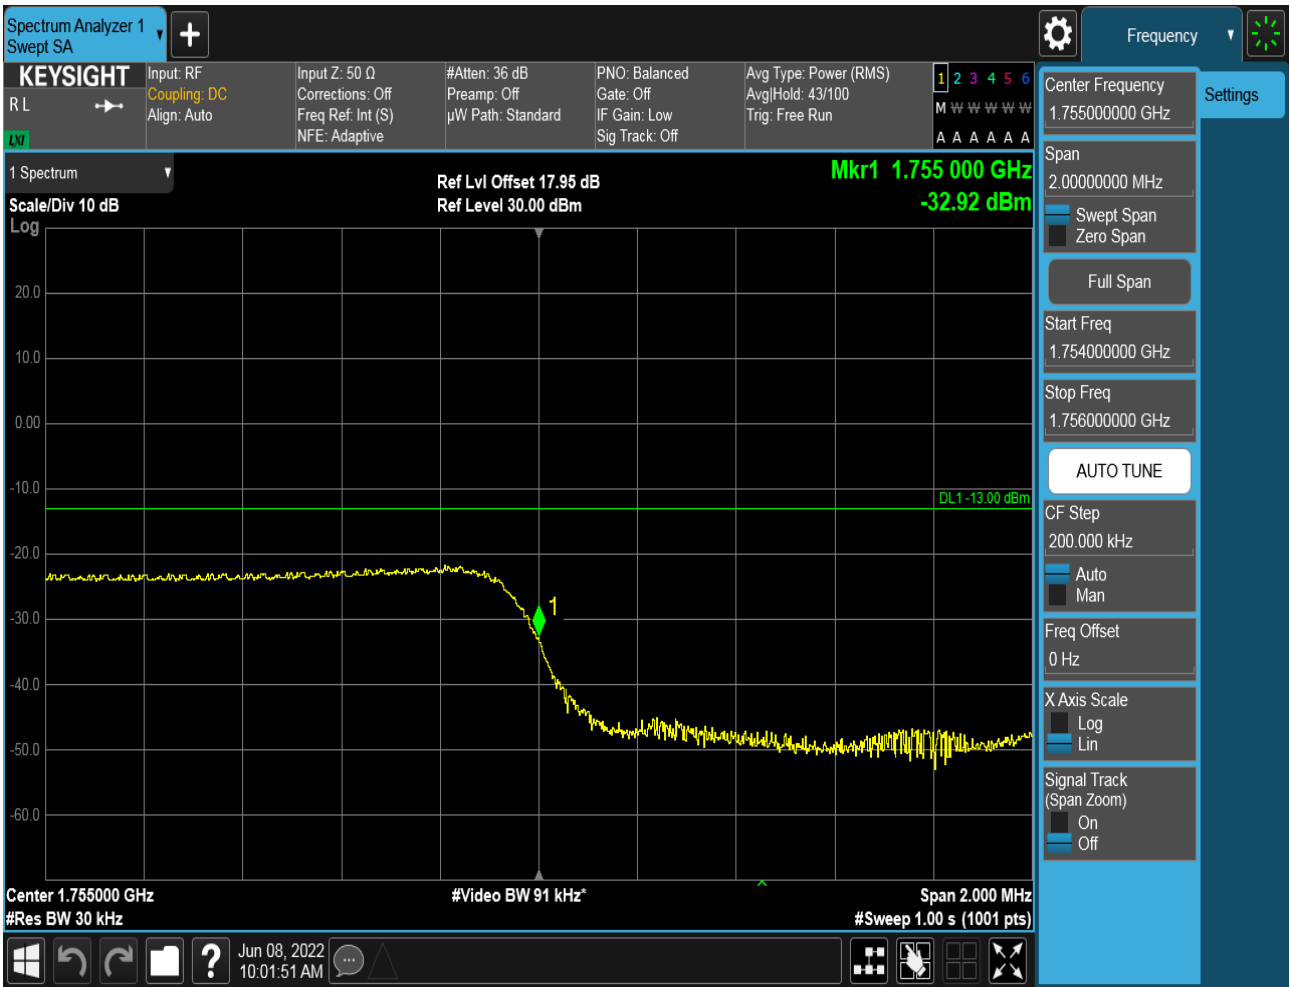 Spectrum Analyzer 1
Swept SA
Frequency
KEYSIGHT
R L
LXI
Input: RF
Coupling: DC
Align: Auto
Input Z: 50 Ω
Corrections: Off
Freq Ref: Int (S)
NFE: Adaptive
#Atten: 36 dB
Preamp: Off
µW Path: Standard
PNO: Balanced
Gate: Off
IF Gain: Low
Sig Track: Off
Avg Type: Power (RMS)
Avg|Hold: 43/100
Trig: Free Run
1 2 3 4 5 6
M W W W W W
A A A A A A
1 Spectrum
Scale/Div 10 dB
Log
Ref Lvl Offset 17.95 dB
Ref Level 30.00 dBm
Mkr1 1.755 000 GHz
-32.92 dBm
20.0
10.0
0.00
-10.0
DL1 -13.00 dBm
-20.0
1
-30.0
-40.0
-50.0
-60.0
Center 1.755000 GHz
#Video BW 91 kHz*
Span 2.000 MHz
#Res BW 30 kHz
#Sweep 1.00 s (1001 pts)
Center Frequency
1.755000000 GHz
Span
2.00000000 MHz
Swept Span
Zero Span
Full Span
Start Freq
1.754000000 GHz
Stop Freq
1.756000000 GHz
AUTO TUNE
CF Step
200.000 kHz
Auto
Man
Freq Offset
0 Hz
X Axis Scale
Log
Lin
Signal Track
(Span Zoom)
On
Off
Settings
?
Jun 08, 2022
10:01:51 AM